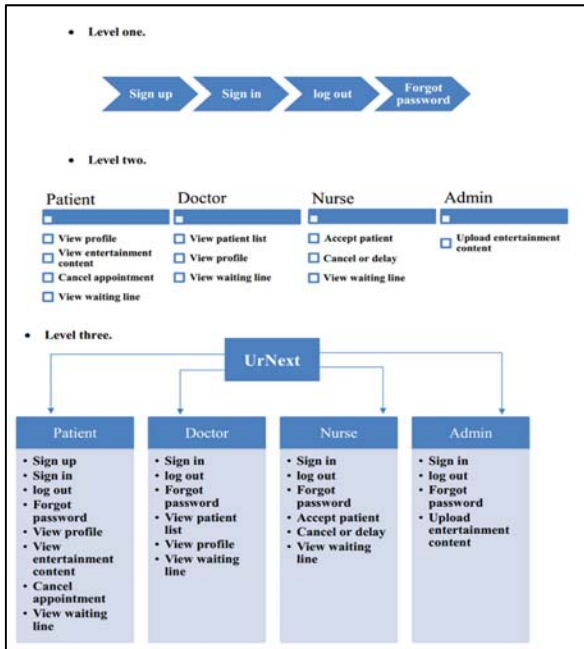 • Level one.
Sign up
Sign in
log out
Forgot
password
• Level two.
Patient
View profile
View entertainment
content
Cancel appointment
View waiting line
Doctor
View patient list
View profile
View waiting line
Nurse
Accept patient
Cancel or delay
View waiting line
Admin
Upload entertainment
content
• Level three.
UrNext
Patient
• Sign up
• Sign in
• log out
• Forgot
password
• View profile
• View
entertainment
content
• Cancel
appointment
• View waiting
line
Doctor
• Sign in
• log out
• Forgot
password
• View patient
list
• View profile
• View waiting
line
Nurse
• Sign in
• log out
• Forgot
password
• Accept patient
• Cancel or delay
• View waiting
line
Admin
• Sign in
• log out
• Forgot
password
• Upload
entertainment
content